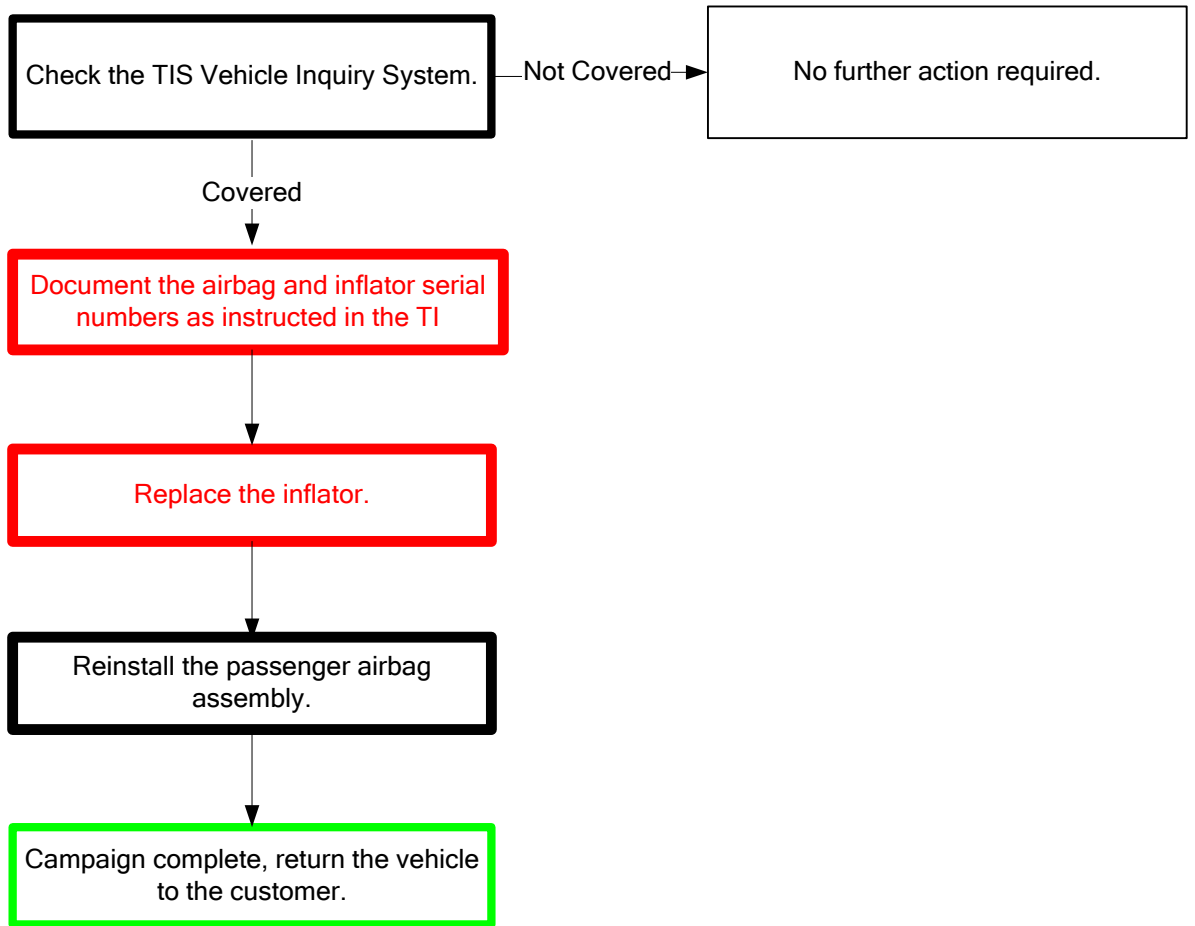 Check the TIS Vehicle Inquiry System.
Not Covered
No further action required.
Covered
Document the airbag and inflator serial
numbers as instructed in the TI
Replace the inflator.
Reinstall the passenger airbag
assembly.
Campaign complete, return the vehicle
to the customer.